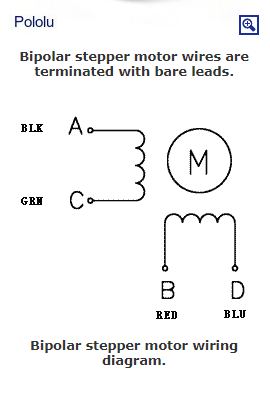 Pololu
Bipolar stepper motor wires are
terminated with bare leads.
BLK A
M
GRN C
B D
RED BLU
Bipolar stepper motor wiring
diagram.